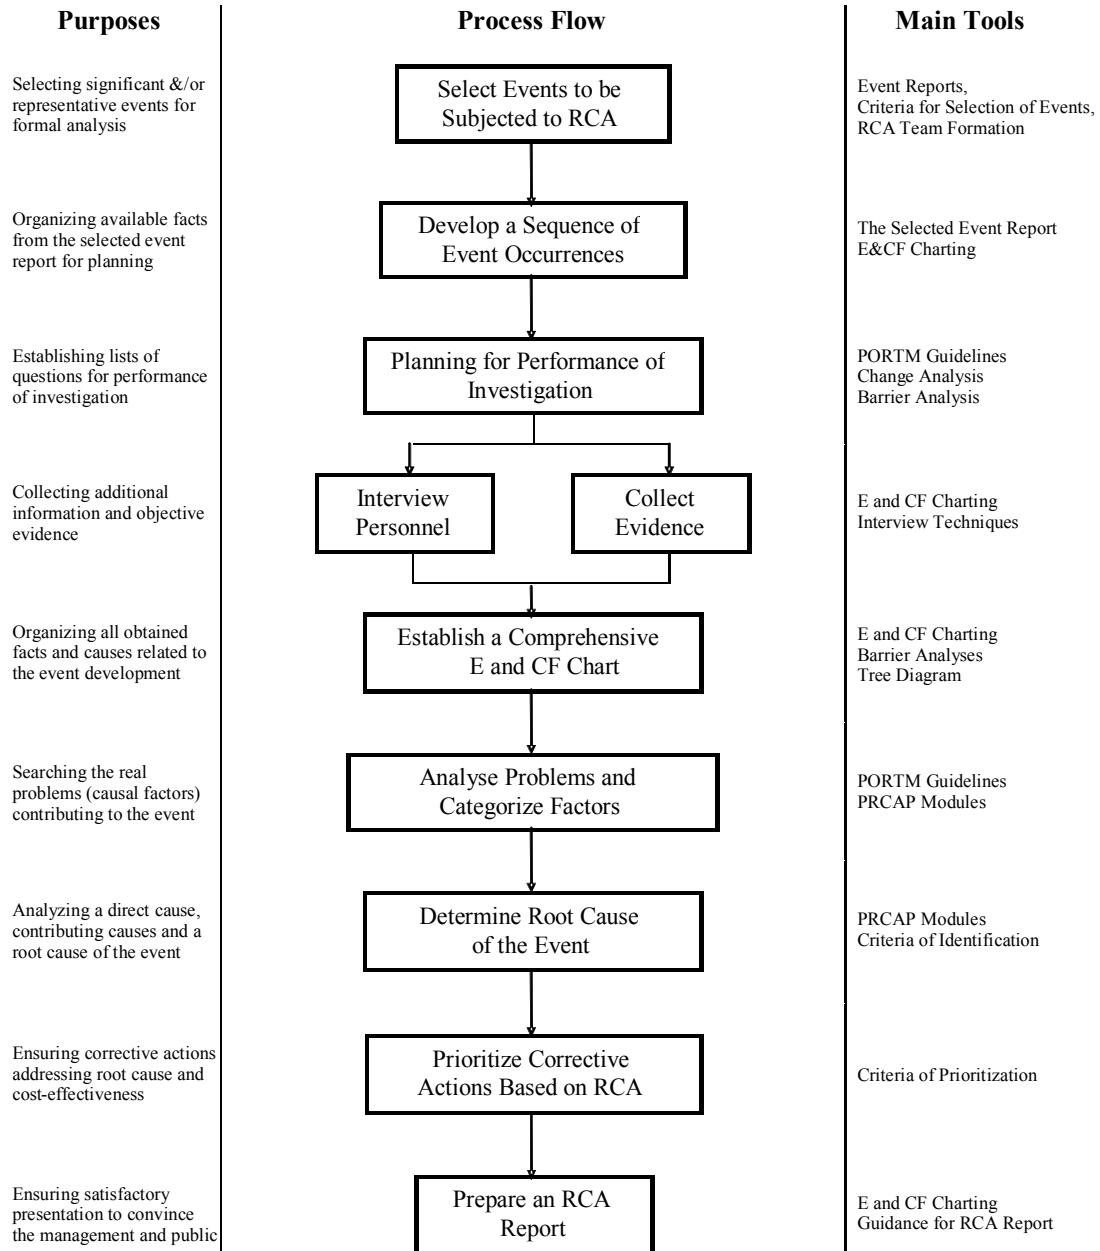 Purposes
Process Flow
Main Tools
Selecting significant &/or
representative events for
formal analysis
Select Events to be
Subjected to RCA
Event Reports,
Criteria for Selection of Events,
RCA Team Formation
Organizing available facts
from the selected event
report for planning
Develop a Sequence of
Event Occurrences
The Selected Event Report
E&CF Charting
Establishing lists of
questions for performance
of investigation
Planning for Performance of
Investigation
PORTM Guidelines
Change Analysis
Barrier Analysis
Collecting additional
information and objective
evidence
Interview
Personnel
Collect
Evidence
E and CF Charting
Interview Techniques
Organizing all obtained
facts and causes related to
the event development
Establish a Comprehensive
E and CF Chart
E and CF Charting
Barrier Analyses
Tree Diagram
Searching the real
problems (causal factors)
contributing to the event
Analyse Problems and
Categorize Factors
PORTM Guidelines
PRCAP Modules
Analyzing a direct cause,
contributing causes and a
root cause of the event
Determine Root Cause
of the Event
PRCAP Modules
Criteria of Identification
Ensuring corrective actions
addressing root cause and
cost-effectiveness
Prioritize Corrective
Actions Based on RCA
Criteria of Prioritization
Ensuring satisfactory
presentation to convince
the management and public
Prepare an RCA
Report
E and CF Charting
Guidance for RCA Report